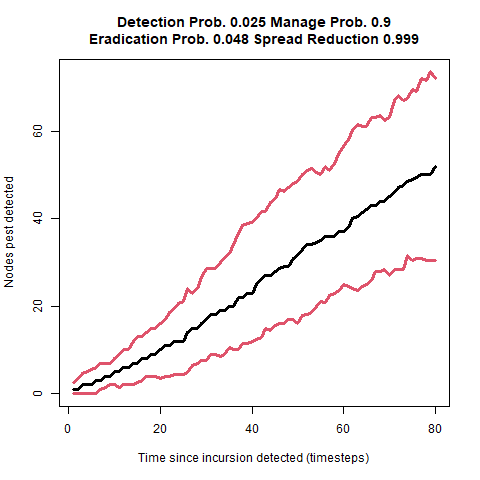 Detection Prob. 0.025 Manage Prob. 0.9
Eradication Prob. 0.048 Spread Reduction 0.999
Nodes pest detected
60
40
20
0
0 20 40 60 80
Time since incursion detected (timesteps)